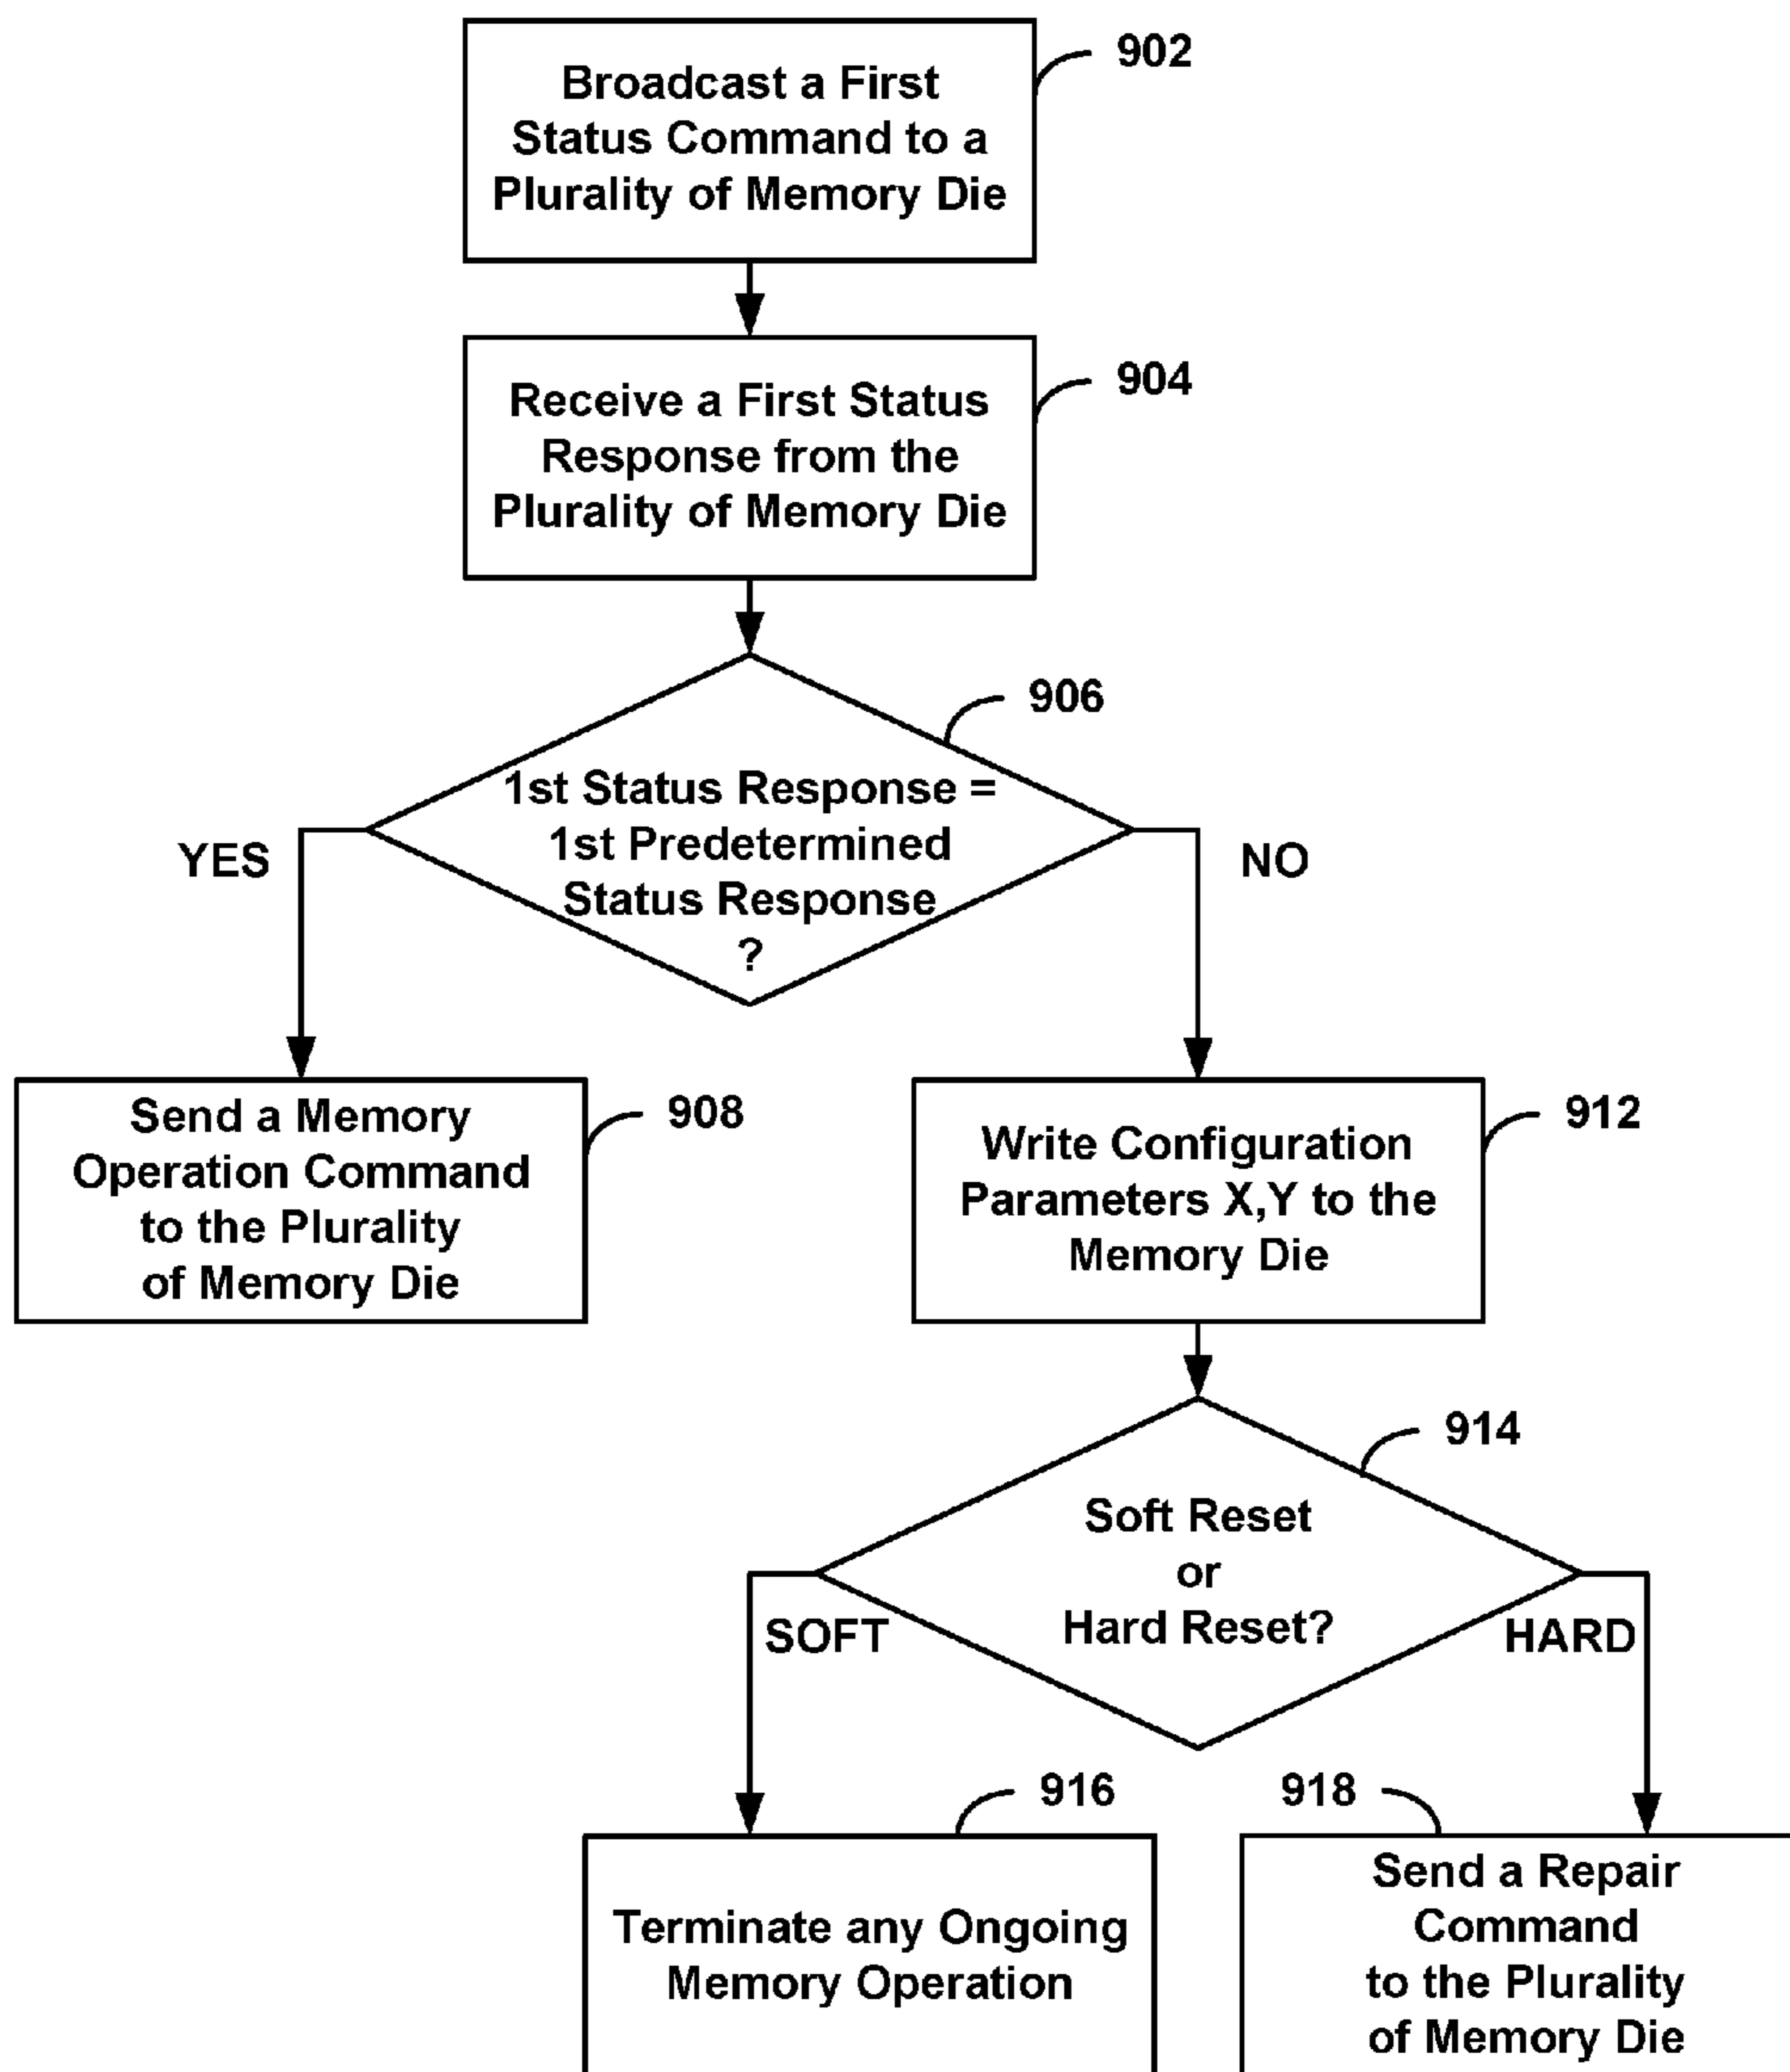 Broadcast a First
Status Command to a
Plurality of Memory Die
902
Receive a First Status
Response from the
Plurality of Memory Die
904
906
1st Status Response =
1st Predetermined
Status Response
?
YES
NO
Send a Memory
Operation Command
to the Plurality
of Memory Die
908
Write Configuration
Parameters X,Y to the
Memory Die
912
914
Soft Reset
or
Hard Reset?
SOFT
HARD
916
918
Terminate any Ongoing
Memory Operation
Send a Repair
Command
to the Plurality
of Memory Die